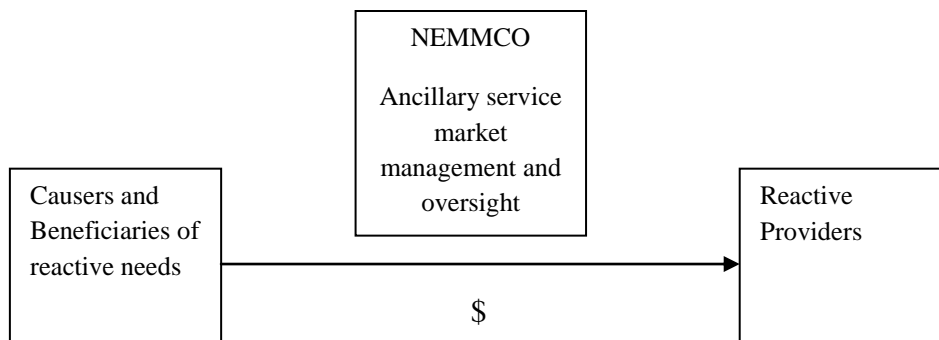 NEMMCO
Ancillary service
market
management and
oversight
Causers and
Beneficiaries of
reactive needs
Reactive
Providers
$